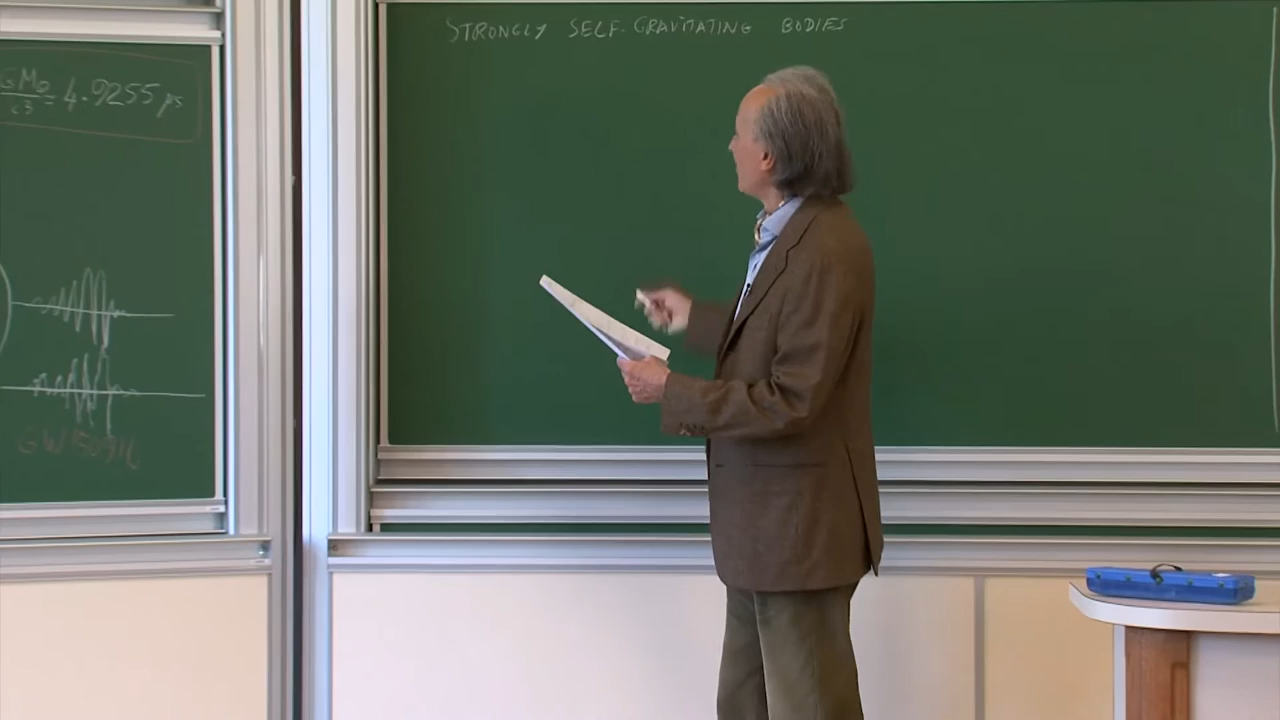 GM⊙/c3 = 4.9255 μs
GW150914
STRONGLY SELF-GRAVITATING BODIES